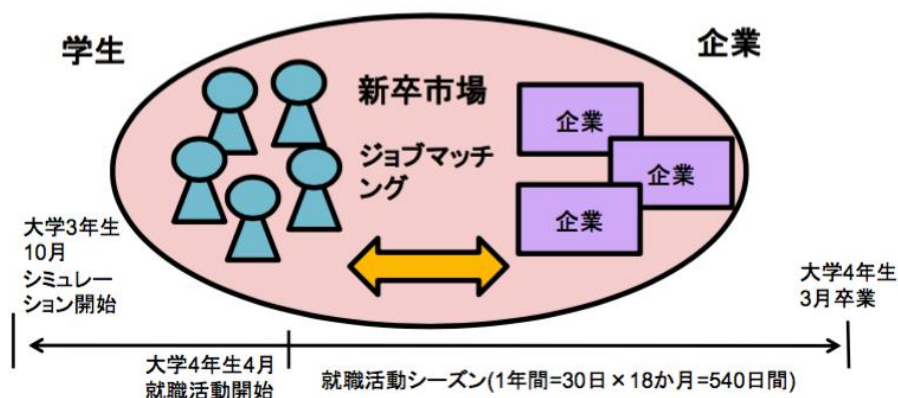 学生
企業
新卒市場
ジョブマッチ
ング
企業
企業
企業
大学3年生
10月
シミュレー
ション開始
大学4年生
3月卒業
大学4年生4月
就職活動開始
就職活動シーズン(1年間=30日×18か月=540日間)